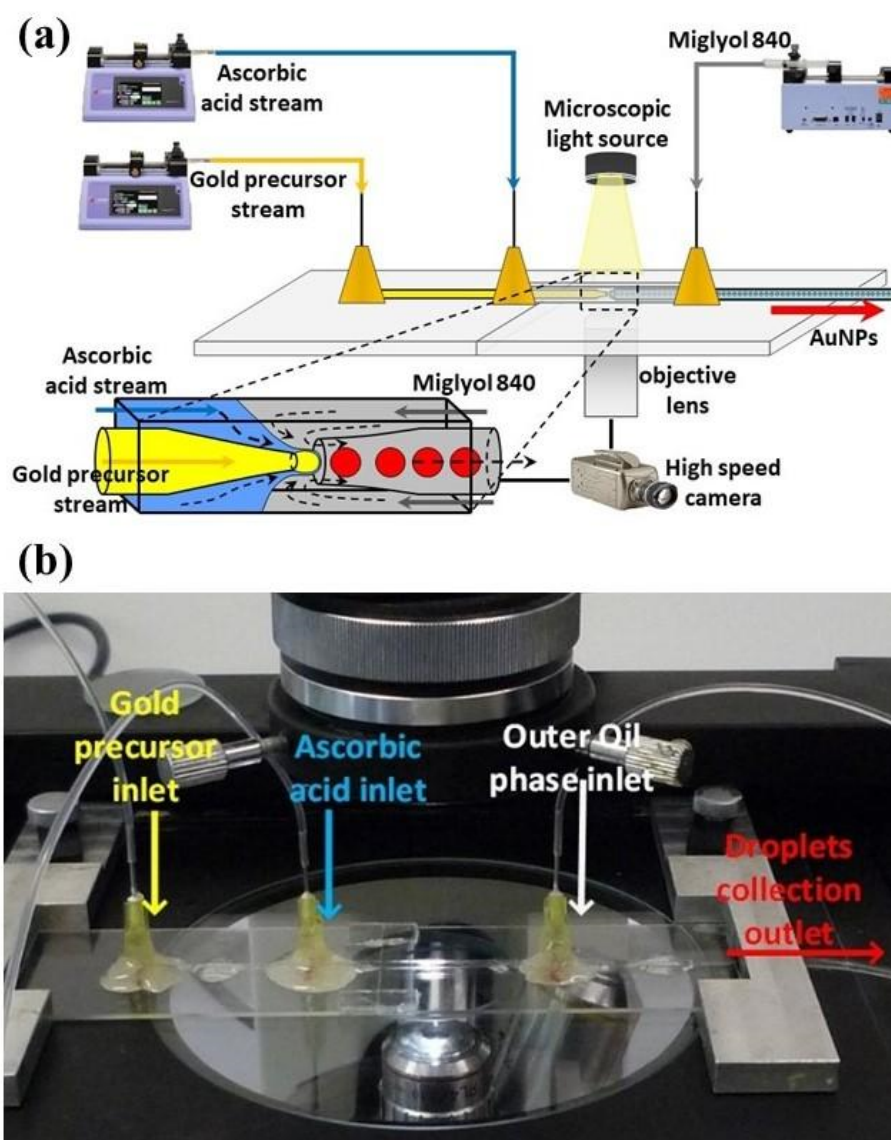 (a)
Ascorbic
acid stream
Gold precursor
stream
Miglyol 840
Microscopic
light source
AuNPs
Ascorbic
acid stream
Miglyol 840
Gold precursor
stream
objective
lens
High speed
camera
(b)
Gold
precursor
inlet
Ascorbic
acid inlet
Outer Oil
phase inlet
Droplets
collection
outlet